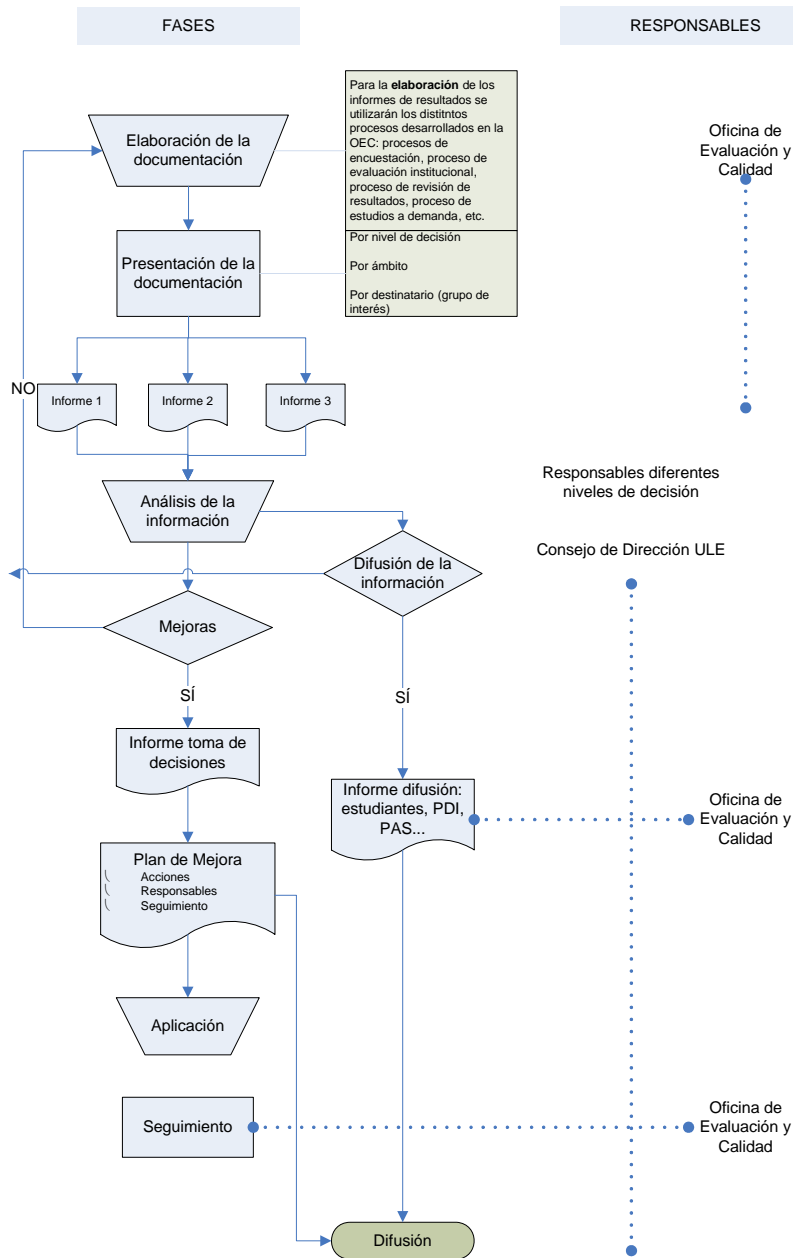 FASES
RESPONSABLES
Para la elaboración de los
informes de resultados se
utilizarán los distitntos
procesos desarrollados en la
OEC: procesos de
encuestación, proceso de
evaluación institucional,
proceso de revisión de
resultados, proceso de
estudios a demanda, etc.
Elaboración de la
documentación
Oficina de
Evaluación y
Calidad
Por nivel de decisión
Por ámbito
Por destinatario (grupo de
interés)
Presentación de la
documentación
NO
Informe 1
Informe 2
Informe 3
Análisis de la
información
Responsables diferentes
niveles de decisión
Difusión de la
información
Consejo de Dirección ULE
Mejoras
SÍ
SÍ
Informe toma de
decisiones
Informe difusión:
estudiantes, PDI,
PAS...
Oficina de
Evaluación y
Calidad
Plan de Mejora
Acciones
Responsables
Seguimiento
Aplicación
Seguimiento
Oficina de
Evaluación y
Calidad
Difusión